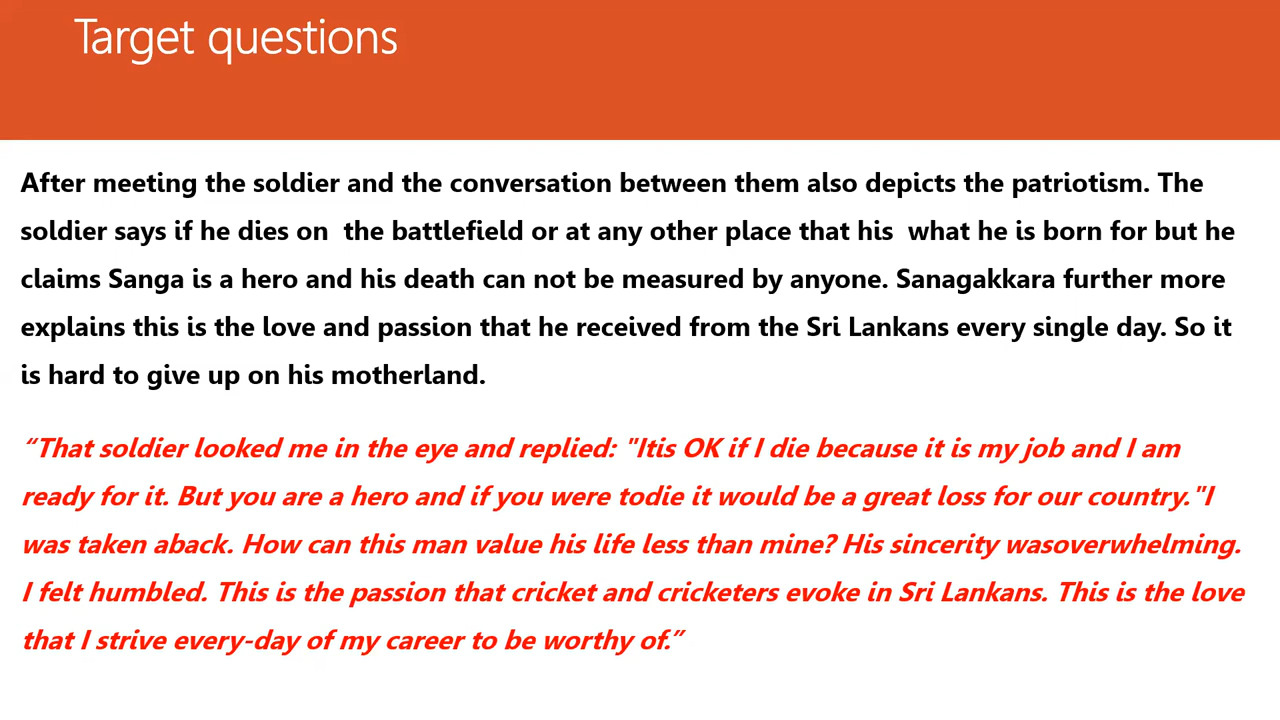 Target questions
After meeting the soldier and the conversation between them also depicts the patriotism. The
soldier says if he dies on  the battlefield or at any other place that his  what he is born for but he
claims Sanga is a hero and his death can not be measured by anyone. Sanagakkara further more
explains this is the love and passion that he received from the Sri Lankans every single day. So it
is hard to give up on his motherland.
“That soldier looked me in the eye and replied: "Itis OK if I die because it is my job and I am
ready for it. But you are a hero and if you were todie it would be a great loss for our country."I
was taken aback. How can this man value his life less than mine? His sincerity wasoverwhelming.
I felt humbled. This is the passion that cricket and cricketers evoke in Sri Lankans. This is the love
that I strive every-day of my career to be worthy of.”